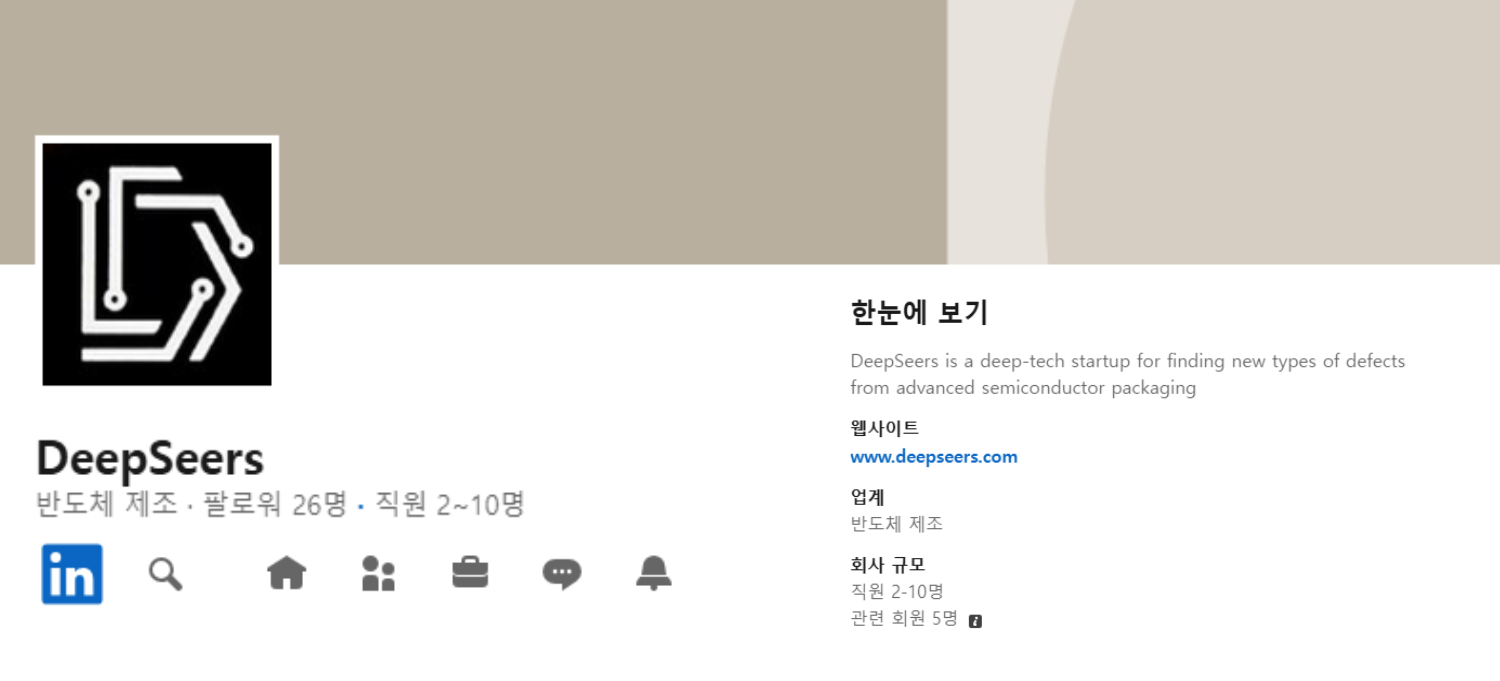 DeepSeers
반도체 제조 · 팔로워 26명 · 직원 2~10명
in
한눈에 보기
DeepSeers is a deep-tech startup for finding new types of defects
from advanced semiconductor packaging
웹사이트
www.deepseers.com
업계
반도체 제조
회사 규모
직원 2-10명
관련 회원 5명 i